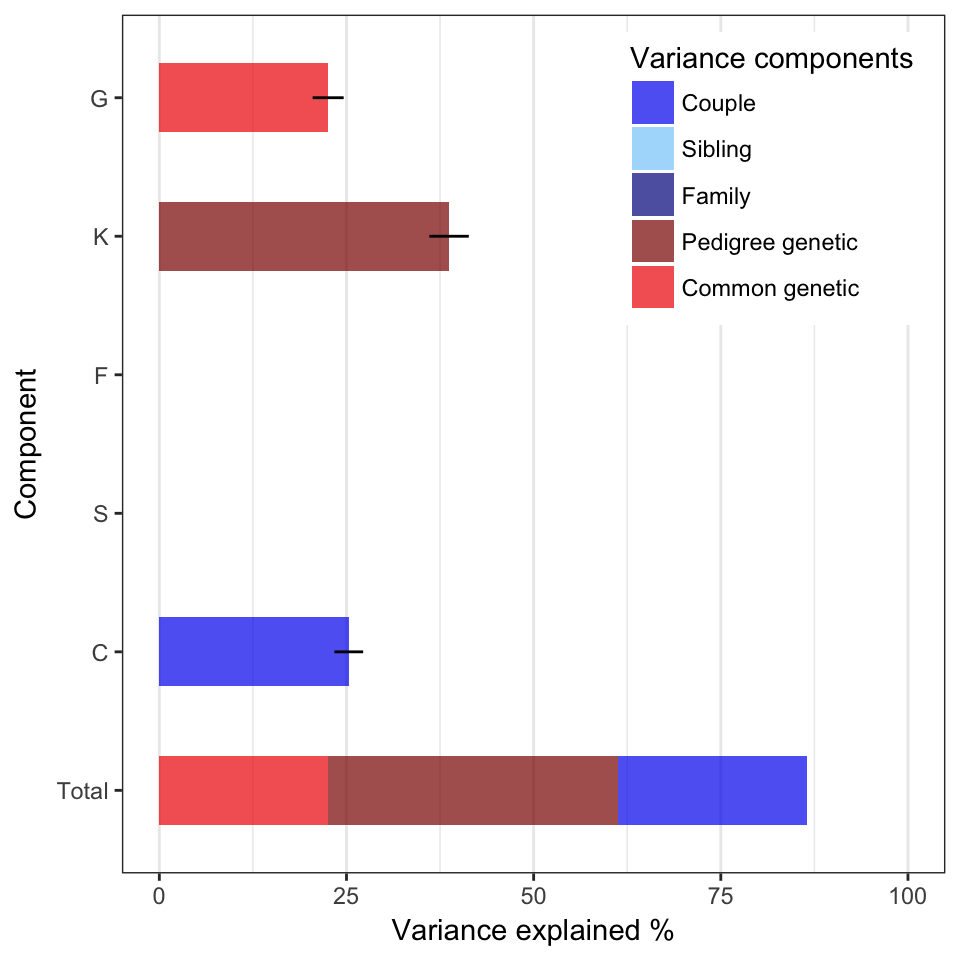 Variance components
Couple
Sibling
Family
Pedigree genetic
Common genetic
Component
G
K
F
S
C
Total
0 25 50 75 100
Variance explained %